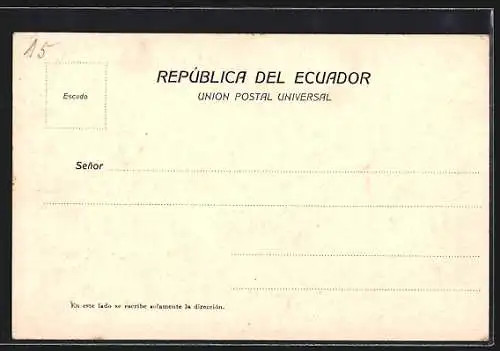 15
REPÚBLICA DEL ECUADOR
UNION POSTAL UNIVERSAL
Escudo
Señor
En este lado se escribe solamente la dirección.